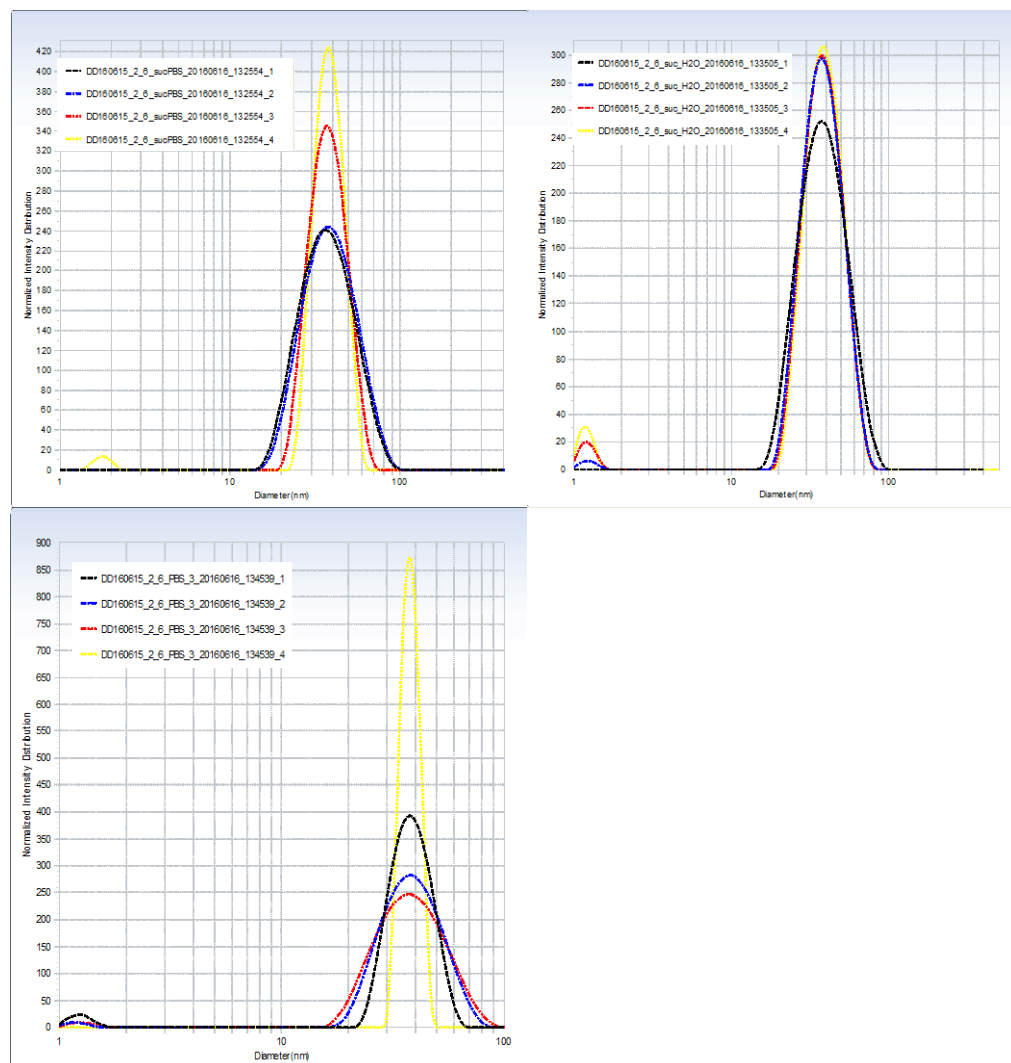 420
400
380
360
340
320
300
280
260
240
220
200
180
160
140
120
100
80
60
40
20
0
Normalized Intensity Distribution
DD160615_2_6_sucPBS_20160616_132554_1
DD160615_2_6_sucPBS_20160616_132554_2
DD160615_2_6_sucPBS_20160616_132554_3
DD160615_2_6_sucPBS_20160616_132554_4
1 10 100
Diameter(nm)
300
280
260
240
220
200
180
160
140
120
100
80
60
40
20
0
Normalized Intensity Distribution
DD160615_2_6_suc_H2O_20160616_133505_1
DD160615_2_6_suc_H2O_20160616_133505_2
DD160615_2_6_suc_H2O_20160616_133505_3
DD160615_2_6_suc_H2O_20160616_133505_4
1 10 100
Diameter(nm)
900
850
800
750
700
650
600
550
500
450
400
350
300
250
200
150
100
50
0
Normalized Intensity Distribution
DD160615_2_6_PBS_3_20160616_134539_1
DD160615_2_6_PBS_3_20160616_134539_2
DD160615_2_6_PBS_3_20160616_134539_3
DD160615_2_6_PBS_3_20160616_134539_4
1 10 100
Diameter(nm)